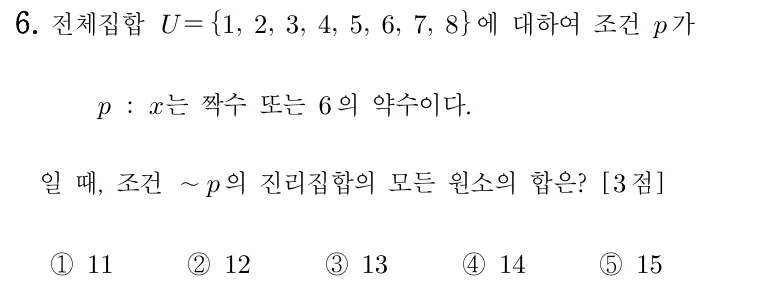 6. 전체집합 U={1, 2, 3, 4, 5, 6, 7, 8}에 대하여 조건 p가
p : x는 짝수 또는 6의 약수이다.
일 때, 조건 ~p의 진리집합의 모든 원소의 합은? [3점]
① 11 ② 12 ③ 13 ④ 14 ⑤ 15